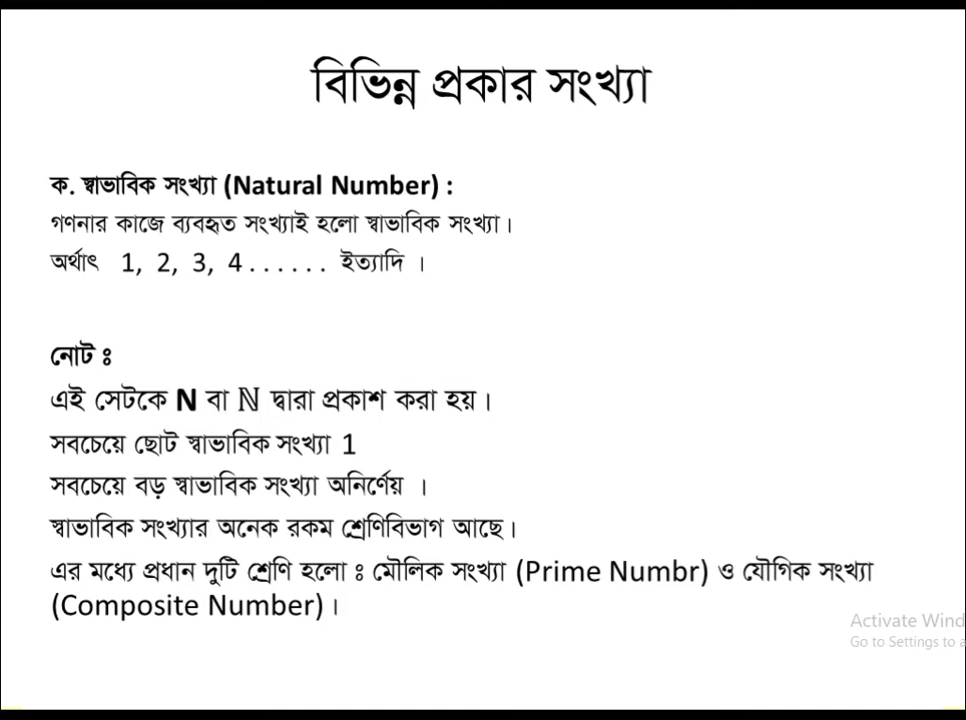 বিভিন্ন প্রকার সংখ্যা
ক. স্বাভাবিক সংখ্যা (Natural Number) :
গণনার কাজে ব্যবহৃত সংখ্যাই হলো স্বাভাবিক সংখ্যা।
অর্থাৎ 1, 2, 3, 4 . . . . . . ইত্যাদি ।
নোট ঃ
এই সেটকে N বা ℕ দ্বারা প্রকাশ করা হয়।
সবচেয়ে ছোট স্বাভাবিক সংখ্যা 1
সবচেয়ে বড় স্বাভাবিক সংখ্যা অনির্ণেয় ।
স্বাভাবিক সংখ্যার অনেক রকম শ্রেণিবিভাগ আছে।
এর মধ্যে প্রধান দুটি শ্রেণি হলো ঃ মৌলিক সংখ্যা (Prime Numbr) ও যৌগিক সংখ্যা
(Composite Number)।
Activate Wind
Go to Settings to a